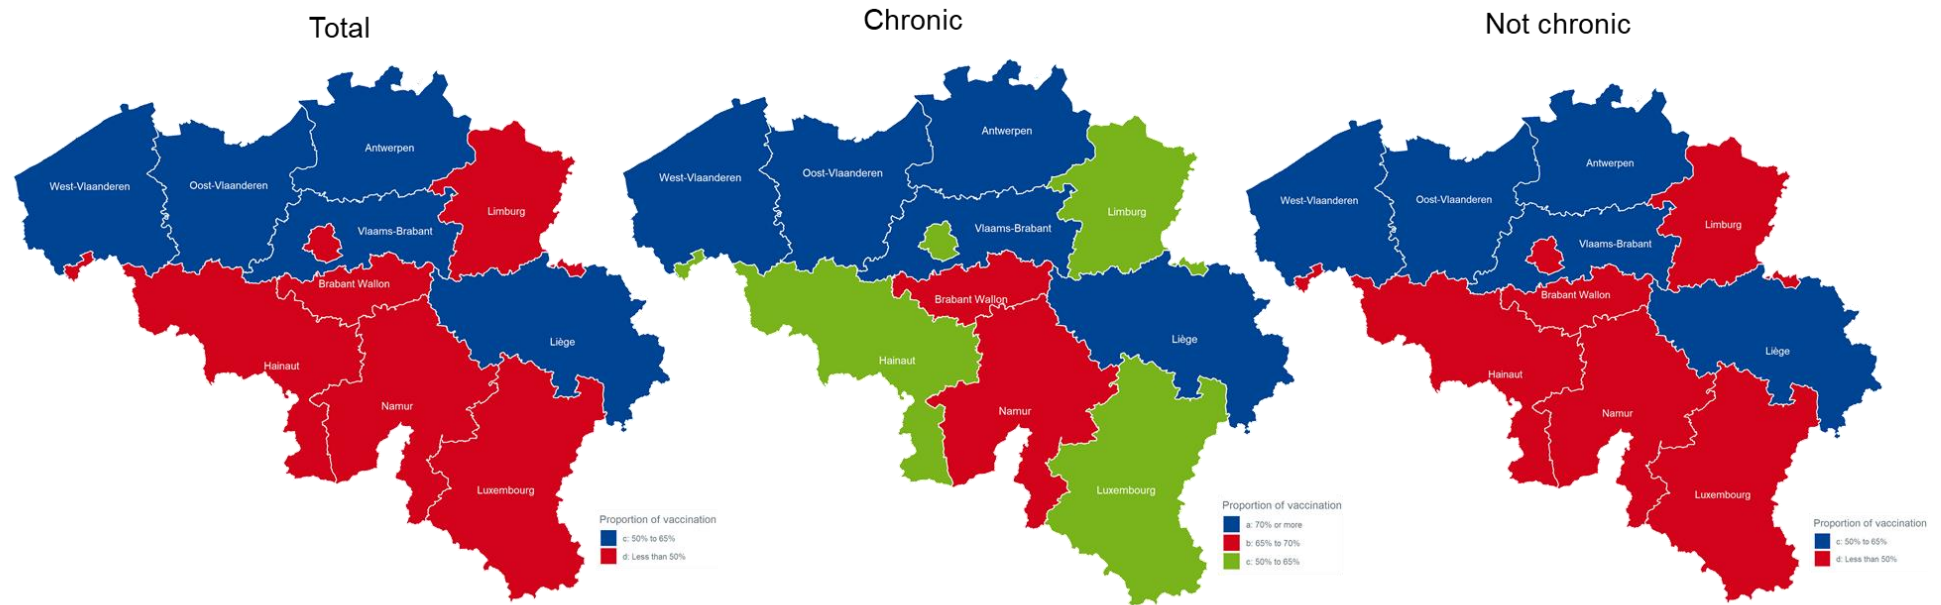 Total
Antwerpen
West-Vlaanderen
Oost-Vlaanderen
Limburg
Vlaams-Brabant
Brabant Wallon
Liège
Hainaut
Namur
Luxembourg
Proportion of vaccination
c: 50% to 65%
d: Less than 50%
Chronic
Antwerpen
West-Vlaanderen
Oost-Vlaanderen
Limburg
Vlaams-Brabant
Brabant Wallon
Liège
Hainaut
Namur
Luxembourg
Proportion of vaccination
a: 70% or more
b: 65% to 70%
c: 50% to 65%
Not chronic
Antwerpen
West-Vlaanderen
Oost-Vlaanderen
Limburg
Vlaams-Brabant
Brabant Wallon
Liège
Hainaut
Namur
Luxembourg
Proportion of vaccination
c: 50% to 65%
d: Less than 50%